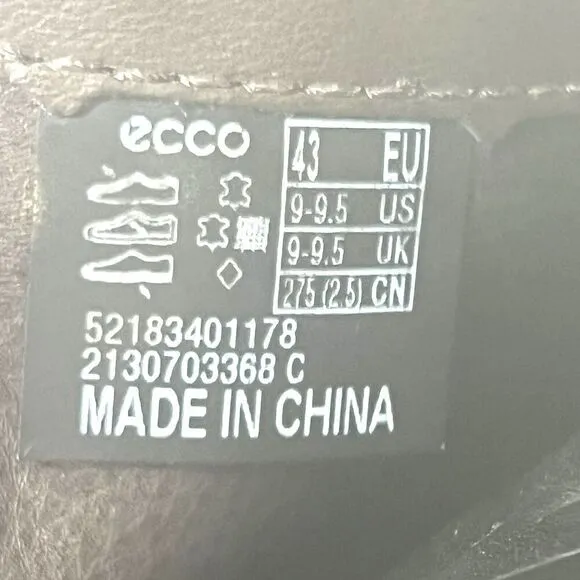 ecco
43 EU
9-9.5 US
9-9.5 UK
275 (2.5) CN
52183401178
2130703368 C
MADE IN CHINA